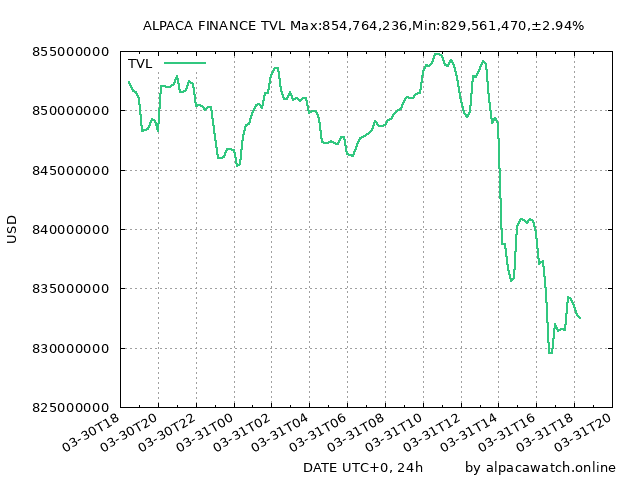 ALPACA FINANCE TVL Max:854,764,236,Min:829,561,470,±2.94%
TVL
855000000
850000000
845000000
840000000
835000000
830000000
825000000
USD
03-30T18
03-30T20
03-30T22
03-31T00
03-31T02
03-31T04
03-31T06
03-31T08
03-31T10
03-31T12
03-31T14
03-31T16
03-31T18
03-31T20
DATE UTC+0, 24h
by alpacawatch.online